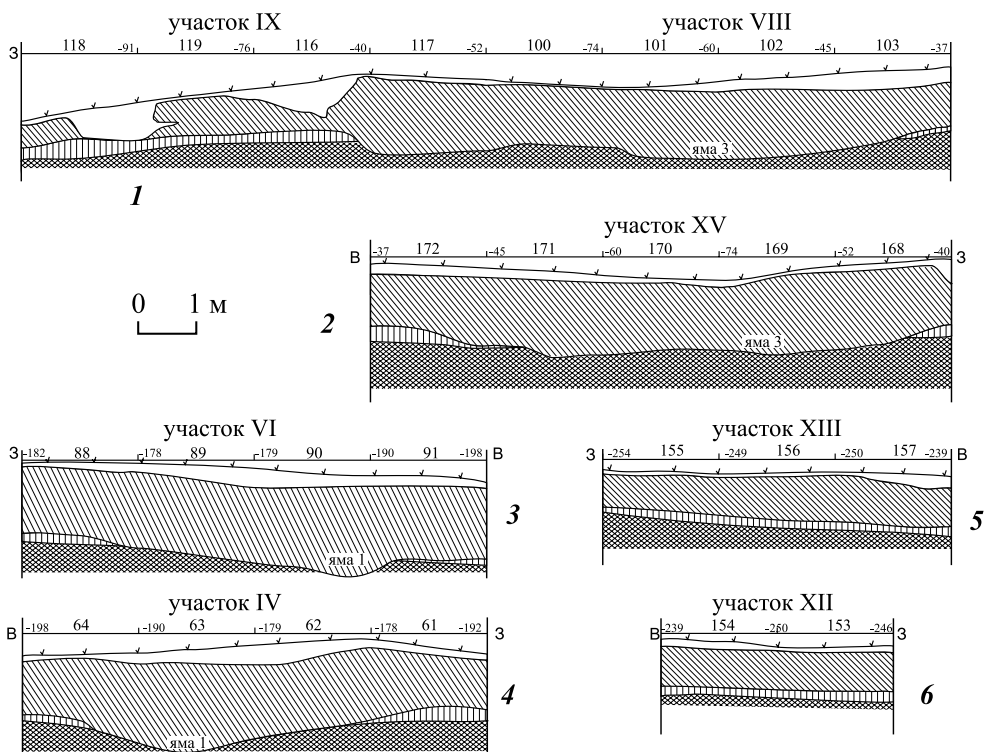 участок IX участок VIII
З 118 -91 119 -76 116 -40 117 -52 100 -74 101 -60 102 -45 103 -37
яма 3
1
участок XV
В -37 172 -45 171 -60 170 -74 169 -52 168 -40 З
0 1 м
2
яма 3
участок VI
З -182 88 -178 89 -179 90 -190 91 -198 В
3
яма 1
участок XIII
З -254 155 -249 156 -250 157 -239 В
5
участок IV
В -198 64 -190 63 -179 62 -178 61 -192 З
4
яма 1
участок XII
В -239 154 -250 153 -246 З
6